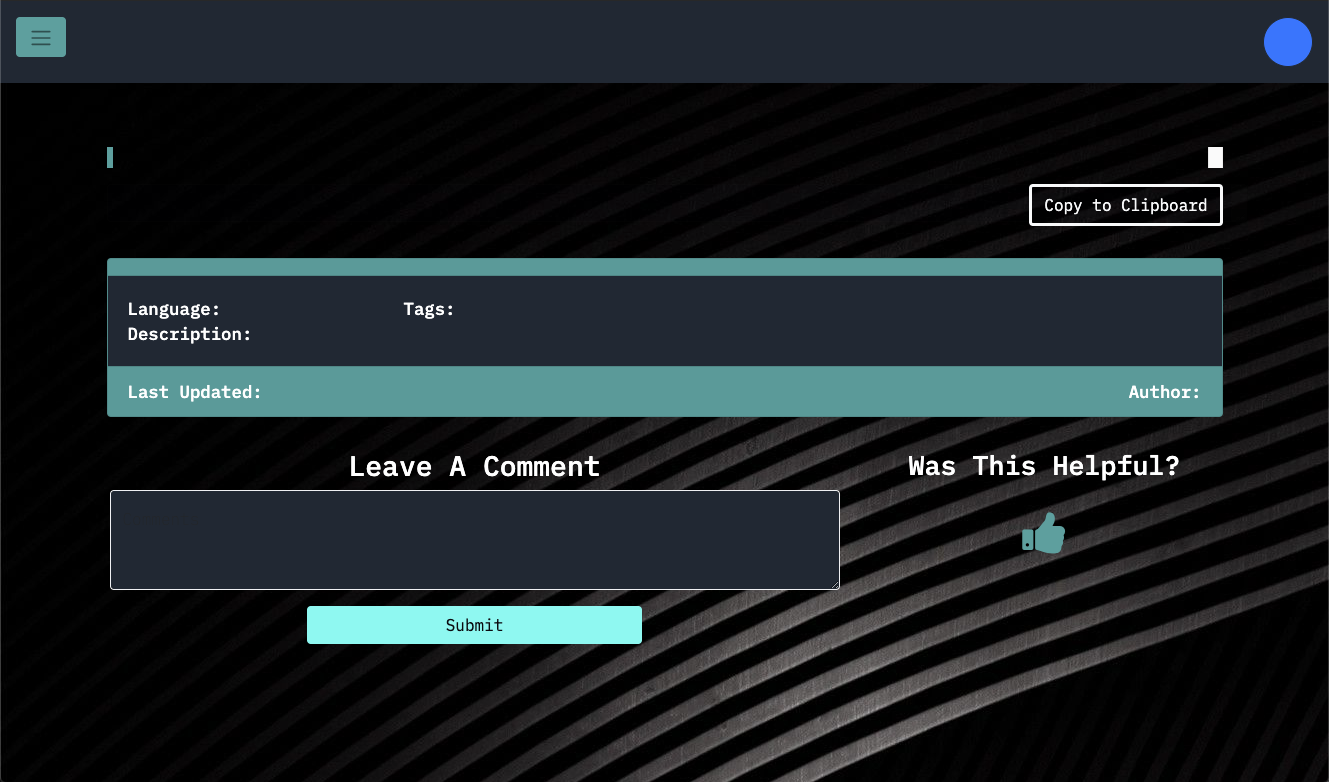 Copy to Clipboard
Language: Tags:
Description:
Last Updated: Author:
Leave A Comment
Was This Helpful?
Submit